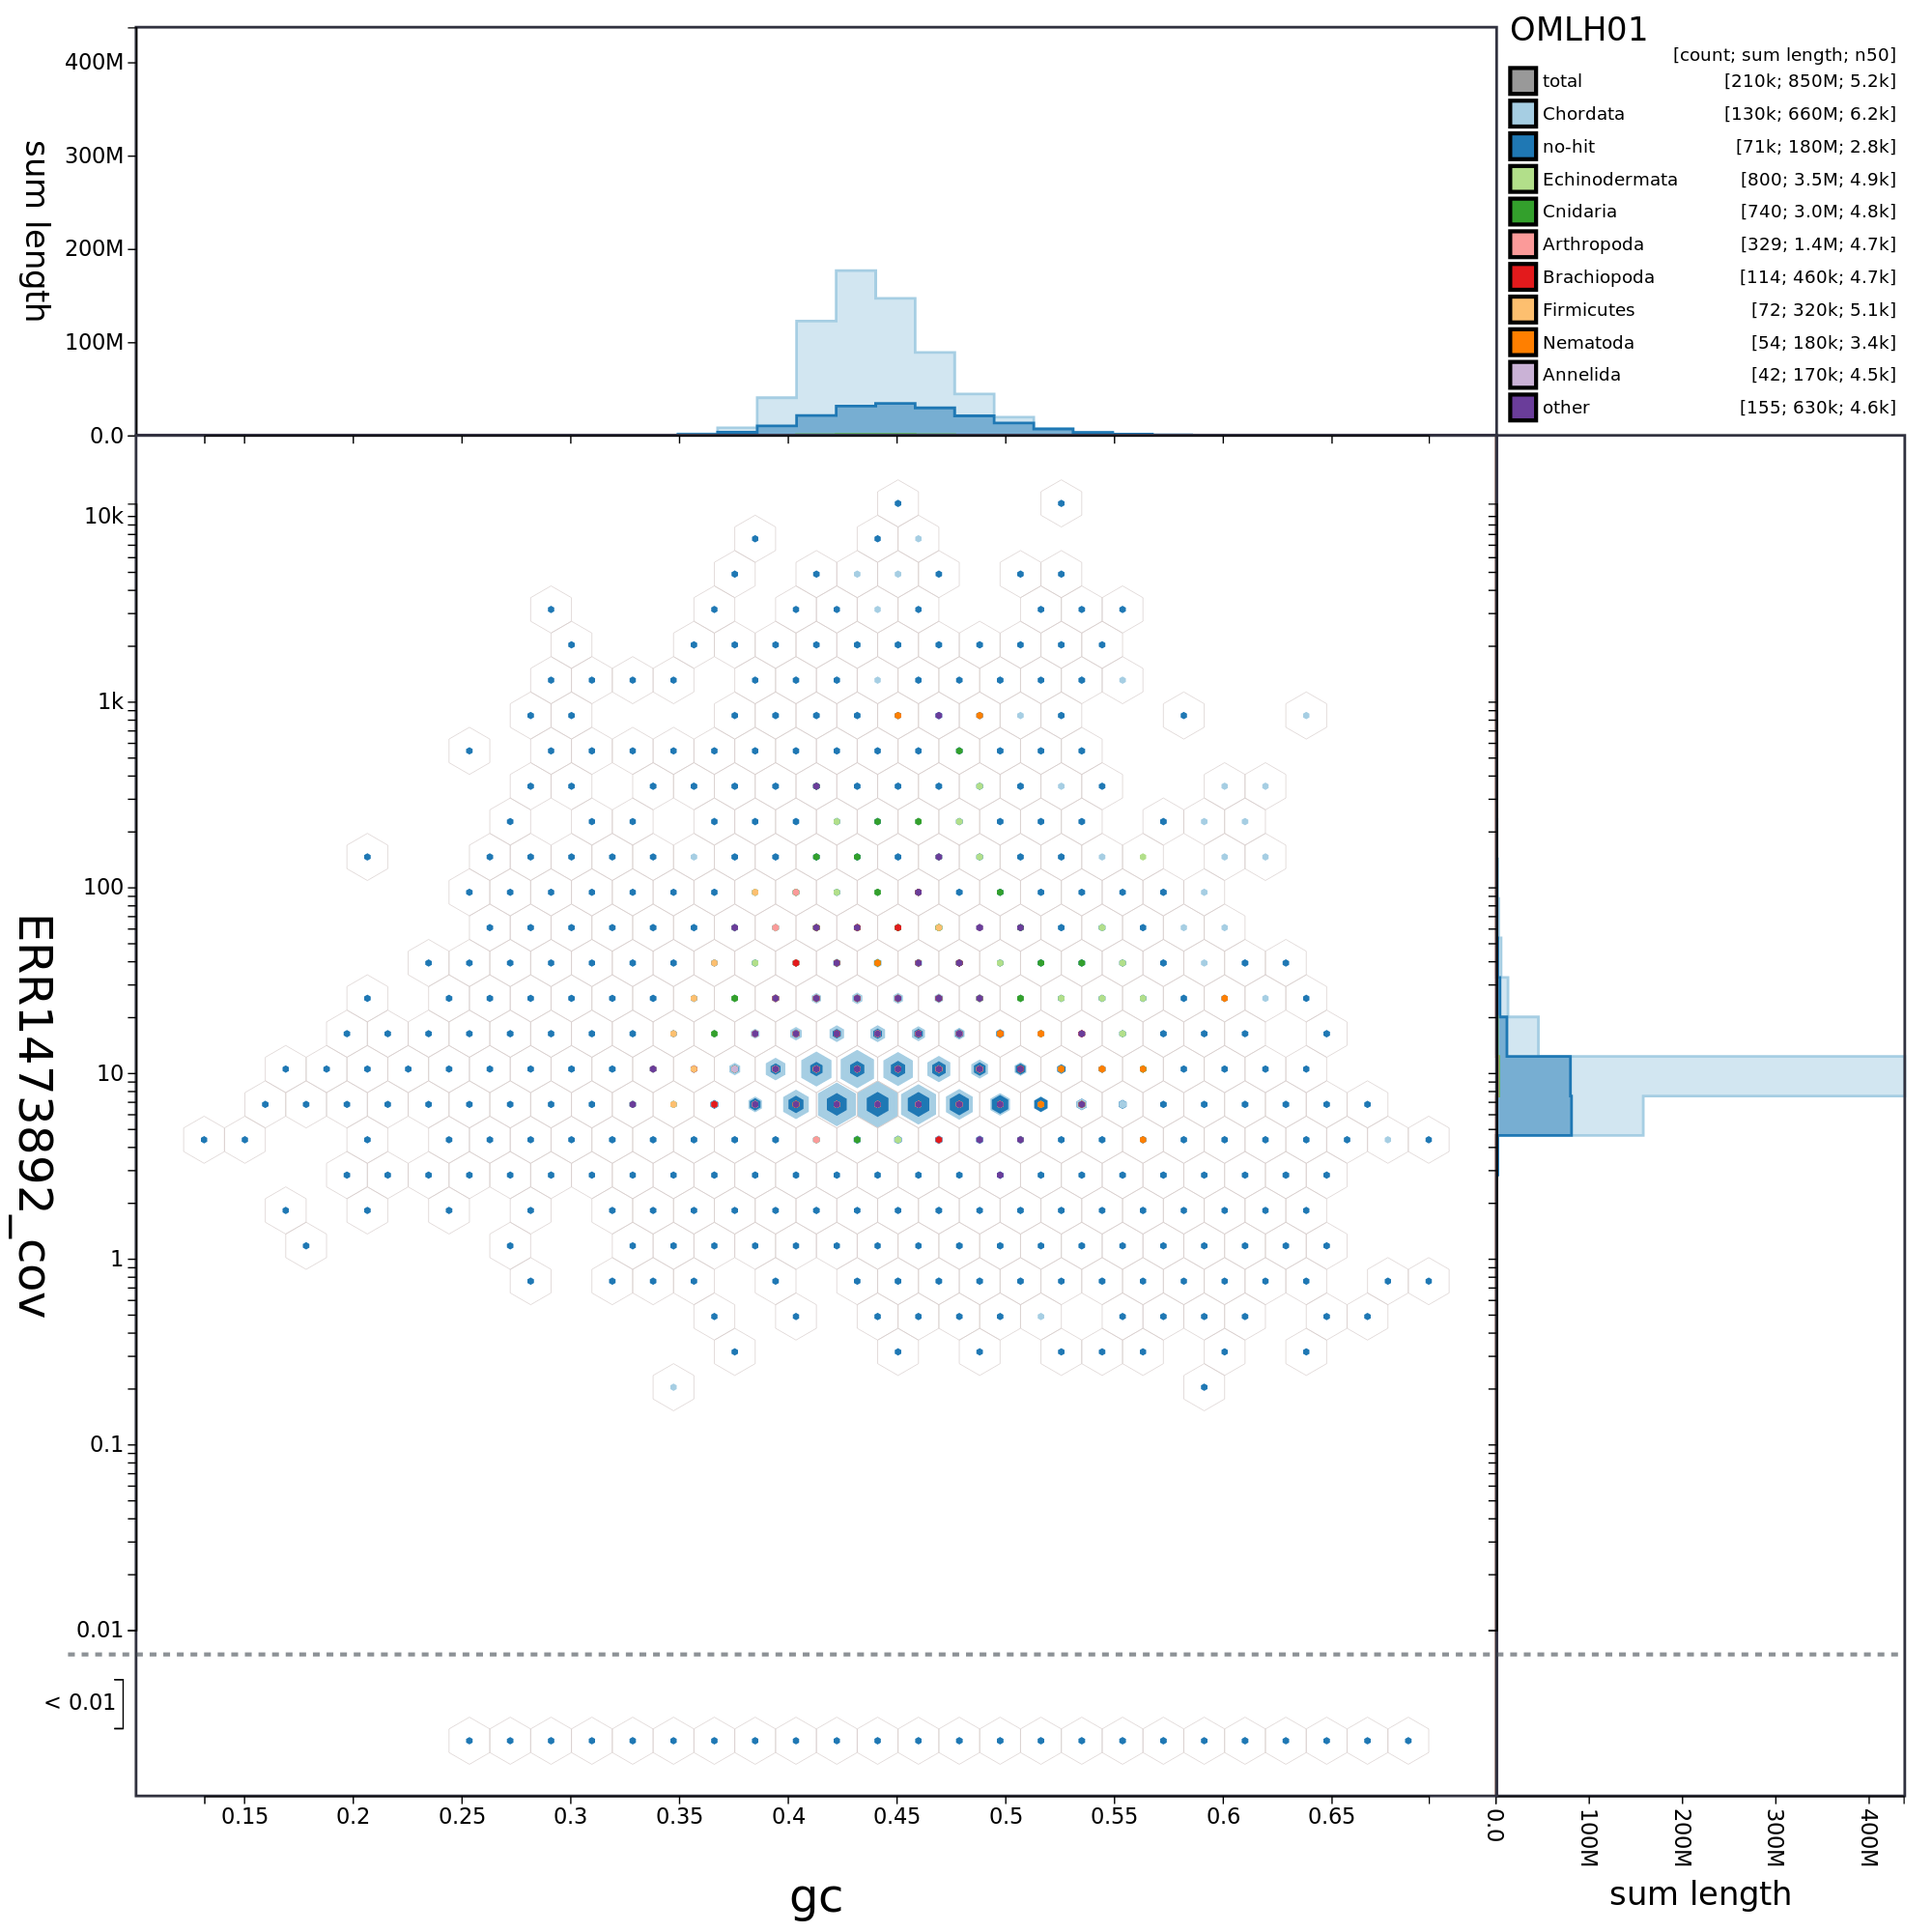 OMLH01
[count; sum length; n50]
total [210k; 850M; 5.2k]
Chordata [130k; 660M; 6.2k]
no-hit [71k; 180M; 2.8k]
Echinodermata [800; 3.5M; 4.9k]
Cnidaria [740; 3.0M; 4.8k]
Arthropoda [329; 1.4M; 4.7k]
Brachiopoda [114; 460k; 4.7k]
Firmicutes [72; 320k; 5.1k]
Nematoda [54; 180k; 3.4k]
Annelida [42; 170k; 4.5k]
other [155; 630k; 4.6k]
sum length
400M
300M
200M
100M
0.0
ERR1473892_cov
10k
1k
100
10
1
0.1
0.01
< 0.01
0.15 0.2 0.25 0.3 0.35 0.4 0.45 0.5 0.55 0.6 0.65
gc
0.0 100M 200M 300M 400M
sum length